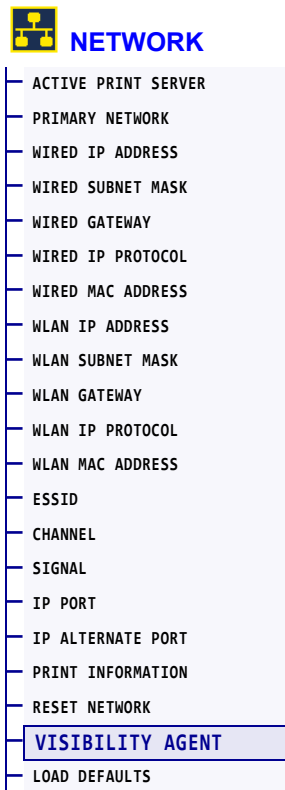 NETWORK
ACTIVE PRINT SERVER
PRIMARY NETWORK
WIRED IP ADDRESS
WIRED SUBNET MASK
WIRED GATEWAY
WIRED IP PROTOCOL
WIRED MAC ADDRESS
WLAN IP ADDRESS
WLAN SUBNET MASK
WLAN GATEWAY
WLAN IP PROTOCOL
WLAN MAC ADDRESS
ESSID
CHANNEL
SIGNAL
IP PORT
IP ALTERNATE PORT
PRINT INFORMATION
RESET NETWORK
VISIBILITY AGENT
LOAD DEFAULTS